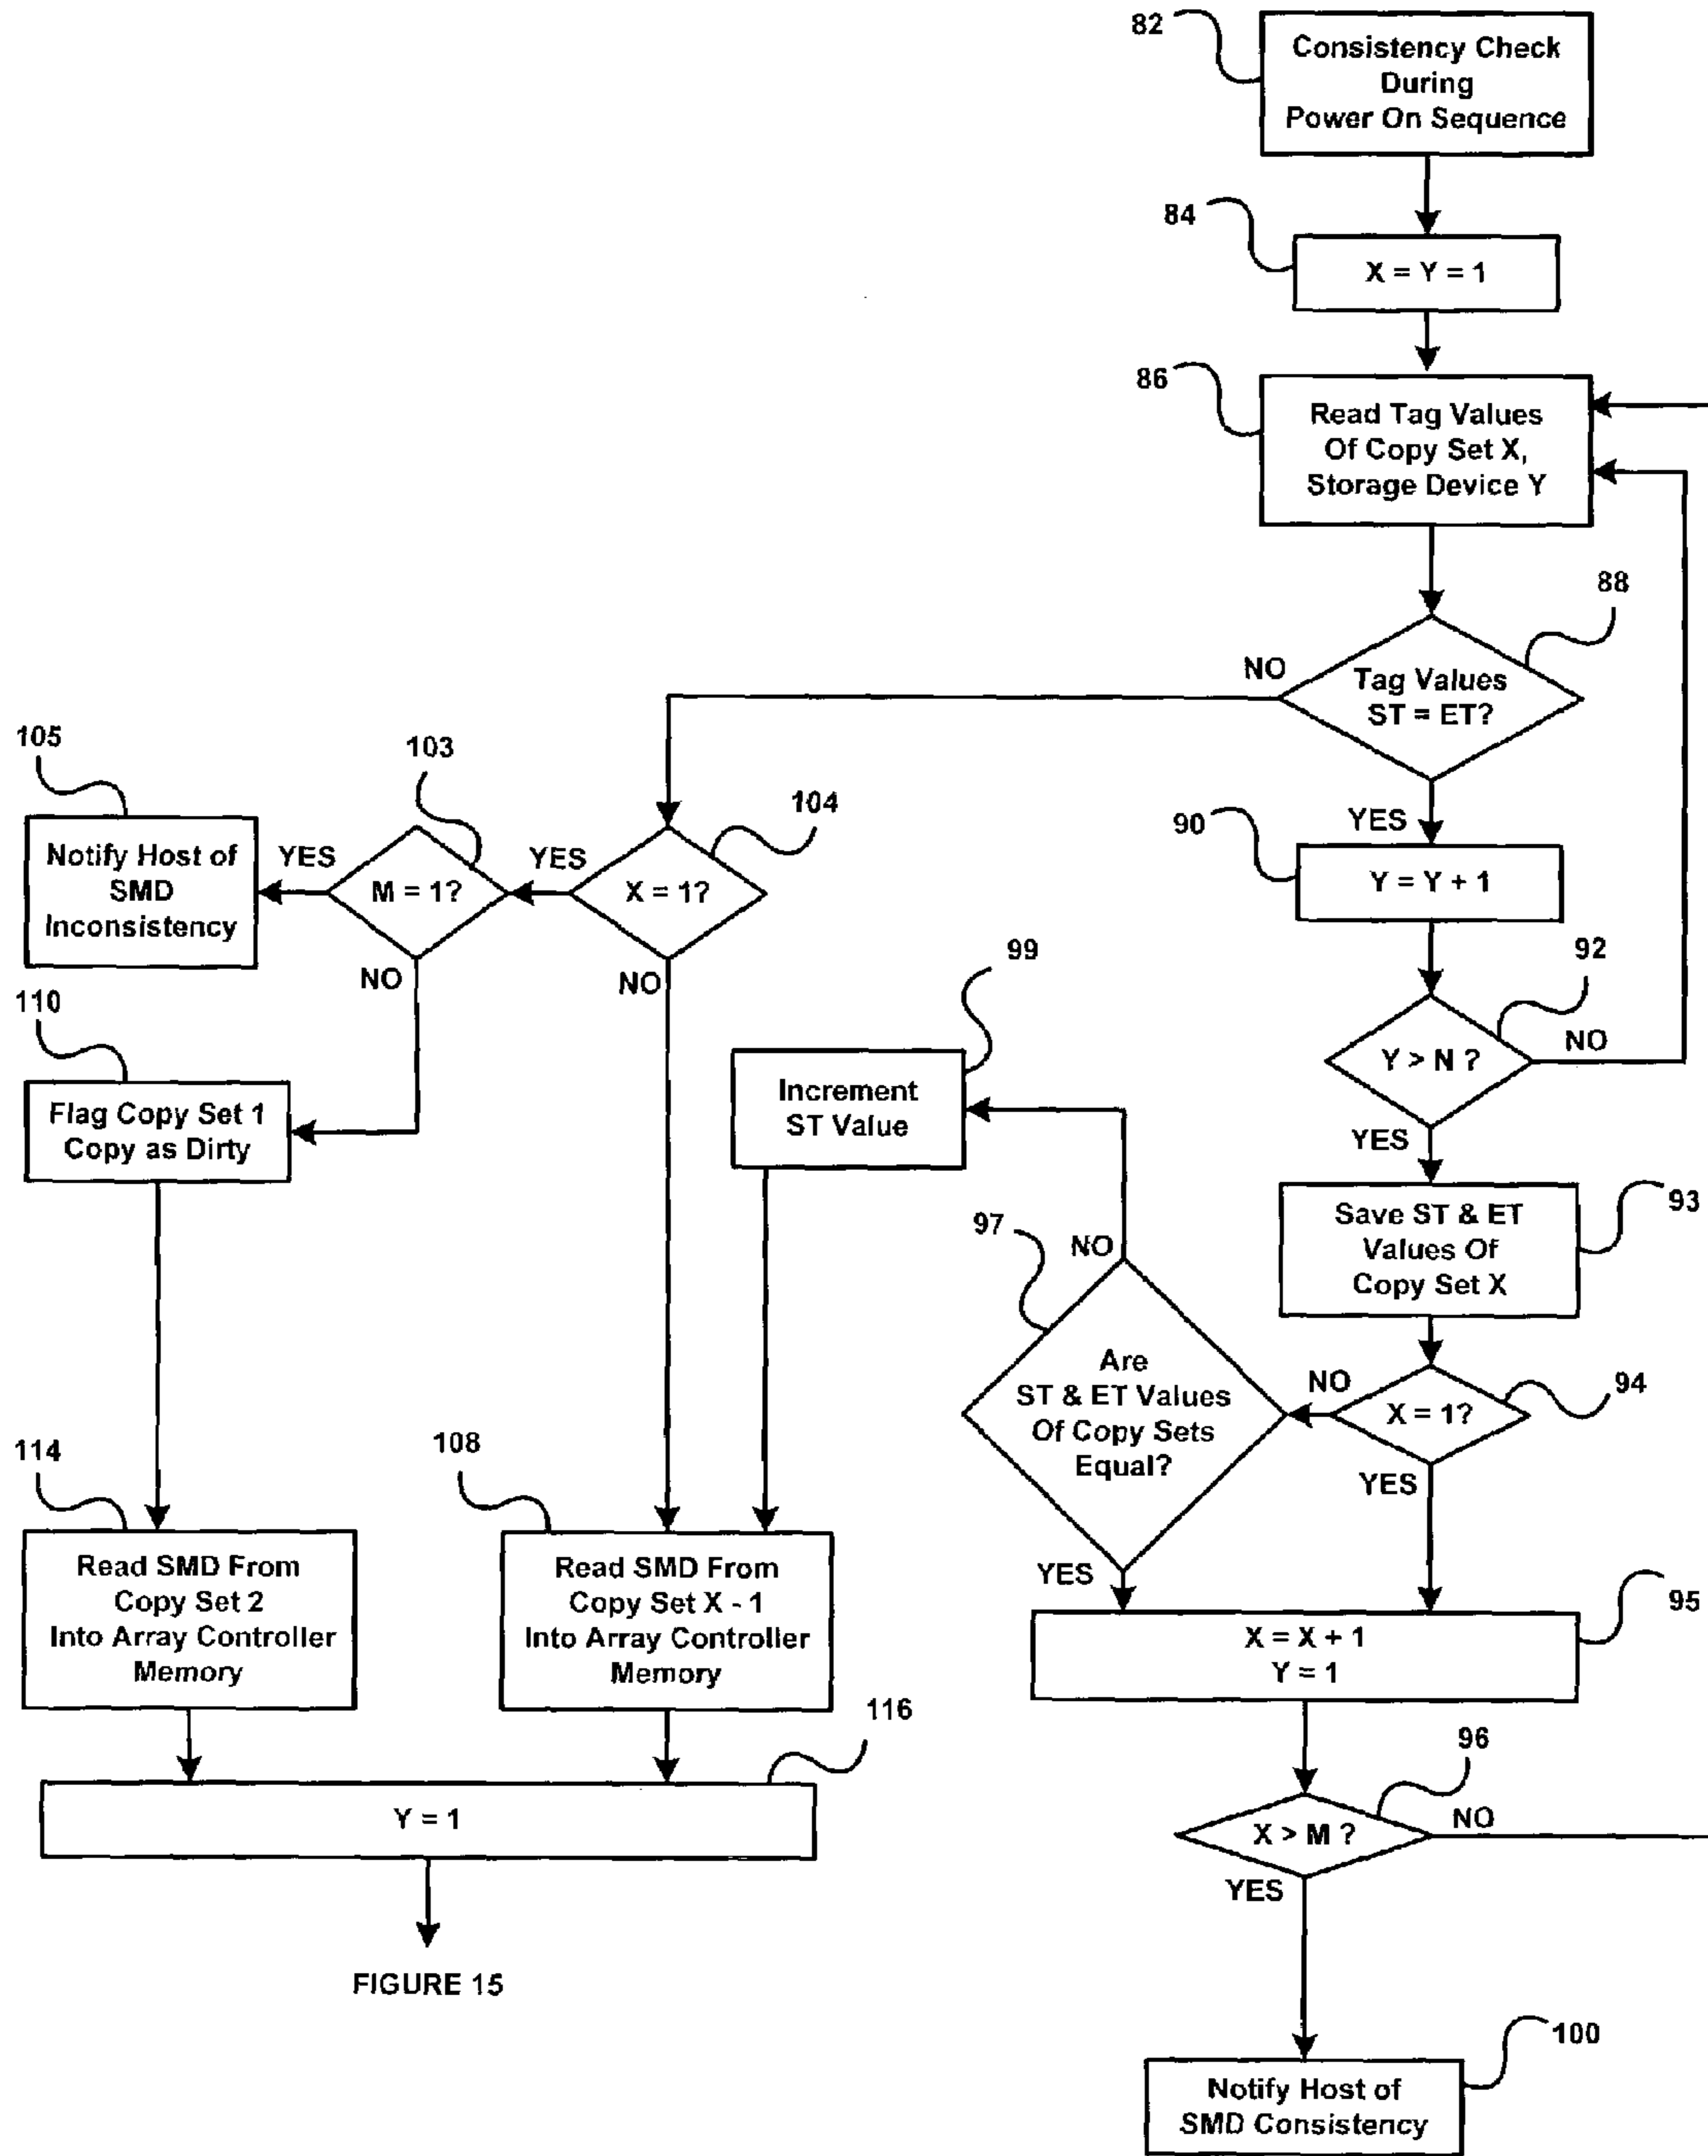 82
Consistency Check
During
Power On Sequence
84
X = Y = 1
86
Read Tag Values
Of Copy Set X,
Storage Device Y
88
NO
Tag Values
ST = ET?
YES
90
Y = Y + 1
92
Y > N ?
NO
YES
93
Save ST & ET
Values Of
Copy Set X
94
NO
X = 1?
YES
97
NO
Are
ST & ET Values
Of Copy Sets
Equal?
YES
99
Increment
ST Value
95
X = X + 1
Y = 1
96
X > M ?
NO
YES
100
Notify Host of
SMD Consistency
104
YES
X = 1?
NO
103
YES
M = 1?
NO
105
Notify Host of
SMD
Inconsistency
110
Flag Copy Set 1
Copy as Dirty
114
Read SMD From
Copy Set 2
Into Array Controller
Memory
108
Read SMD From
Copy Set X - 1
Into Array Controller
Memory
116
Y = 1
FIGURE 15